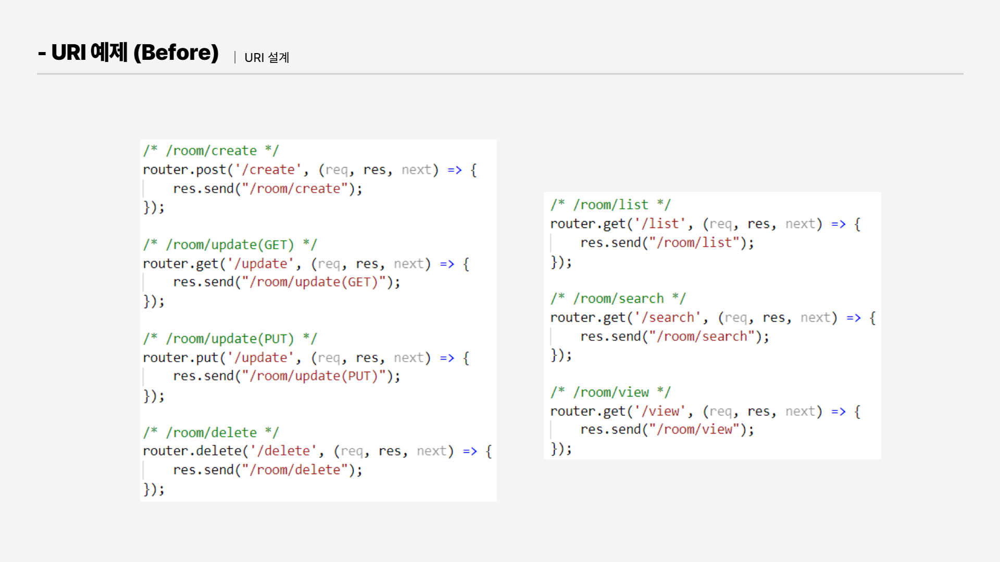 - URI 예제 (Before) | URI 설계
/* /room/create */
router.post('/create', (req, res, next) => {
    res.send("/room/create");
});
/* /room/update(GET) */
router.get('/update', (req, res, next) => {
    res.send("/room/update(GET)");
});
/* /room/update(PUT) */
router.put('/update', (req, res, next) => {
    res.send("/room/update(PUT)");
});
/* /room/delete */
router.delete('/delete', (req, res, next) => {
    res.send("/room/delete");
});
/* /room/list */
router.get('/list', (req, res, next) => {
    res.send("/room/list");
});
/* /room/search */
router.get('/search', (req, res, next) => {
    res.send("/room/search");
});
/* /room/view */
router.get('/view', (req, res, next) => {
    res.send("/room/view");
});